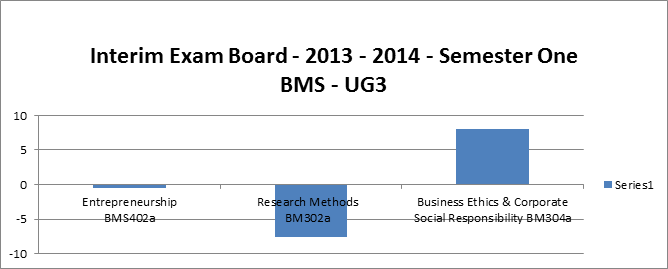 Interim Exam Board - 2013 - 2014 - Semester One
BMS - UG3
10
5
0
-5
-10
Entrepreneurship
BMS402a
Research Methods
BM302a
Business Ethics & Corporate
Social Responsibility BM304a
Series1